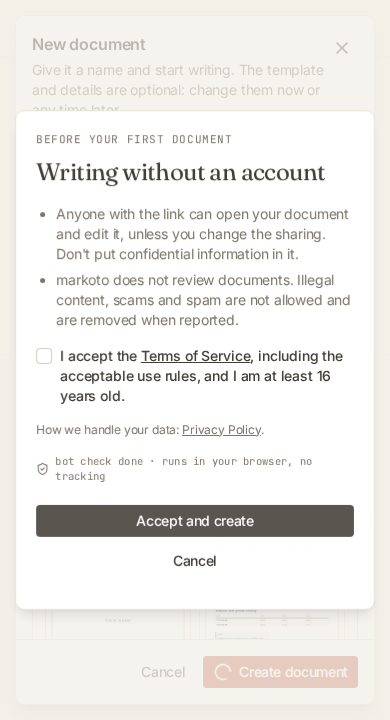 New document
Give it a name and start writing. The template
and details are optional: change them now or
any time later.
BEFORE YOUR FIRST DOCUMENT
Writing without an account
• Anyone with the link can open your document
and edit it, unless you change the sharing.
Don't put confidential information in it.
• markoto does not review documents. Illegal
content, scams and spam are not allowed and
are removed when reported.
I accept the Terms of Service, including the
acceptable use rules, and I am at least 16
years old.
How we handle your data: Privacy Policy.
bot check done · runs in your browser, no
tracking
Accept and create
Cancel
Cancel
Create document